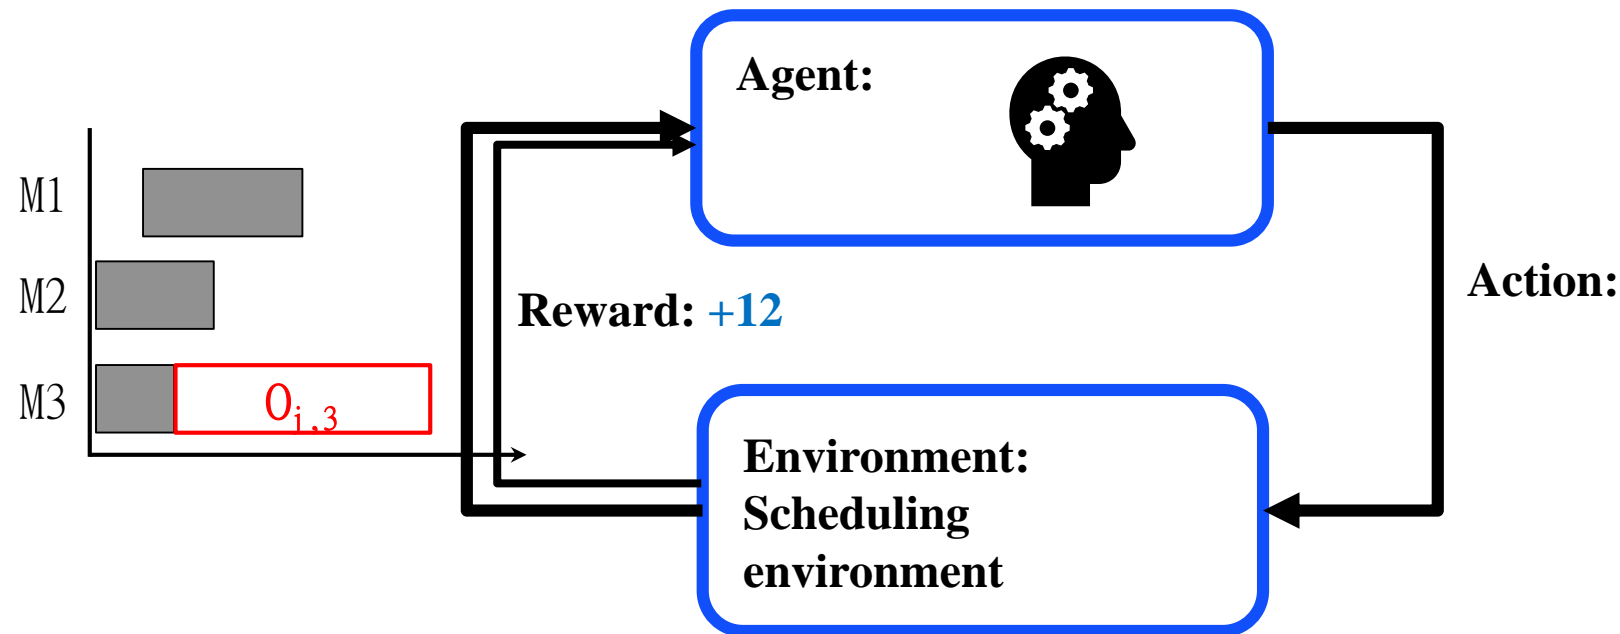 Agent:
M1
M2
M3
O_{i,3}
Reward: +12
Action:
Environment:
Scheduling
environment